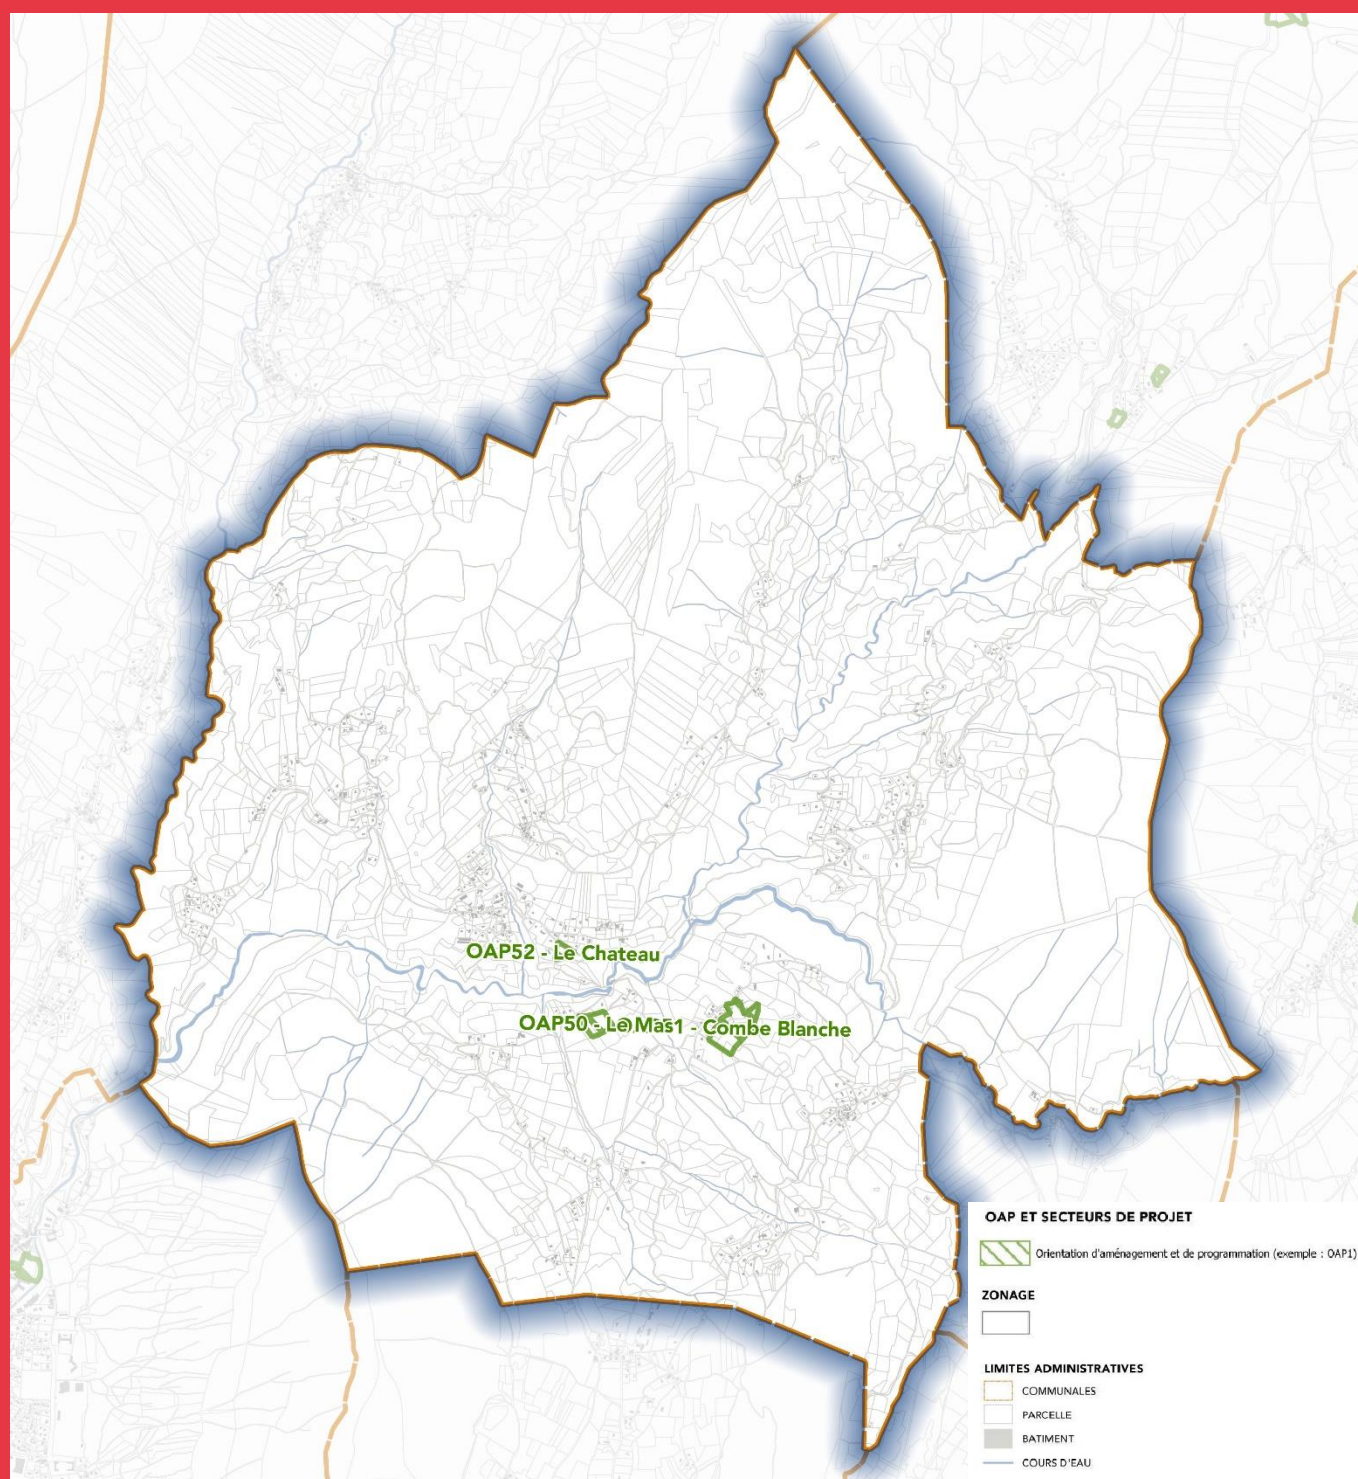 OAP52 - Le Chateau
OAP50 - Le Mas
1 - Combe Blanche
OAP ET SECTEURS DE PROJET
Orientation d'aménagement et de programmation (exemple : OAP1)
ZONAGE
LIMITES ADMINISTRATIVES
COMMUNALES
PARCELLE
BATIMENT
COURS D'EAU